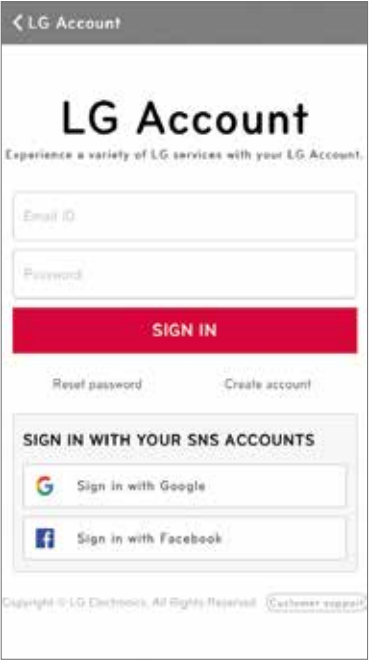 LG Account
LG Account
Experience a variety of LG services with your LG Account.
Email ID
Password
SIGN IN
Reset password Create account
SIGN IN WITH YOUR SNS ACCOUNTS
Sign in with Google
Sign in with Facebook
Copyright © LG Electronics. All Rights Reserved. Customer support